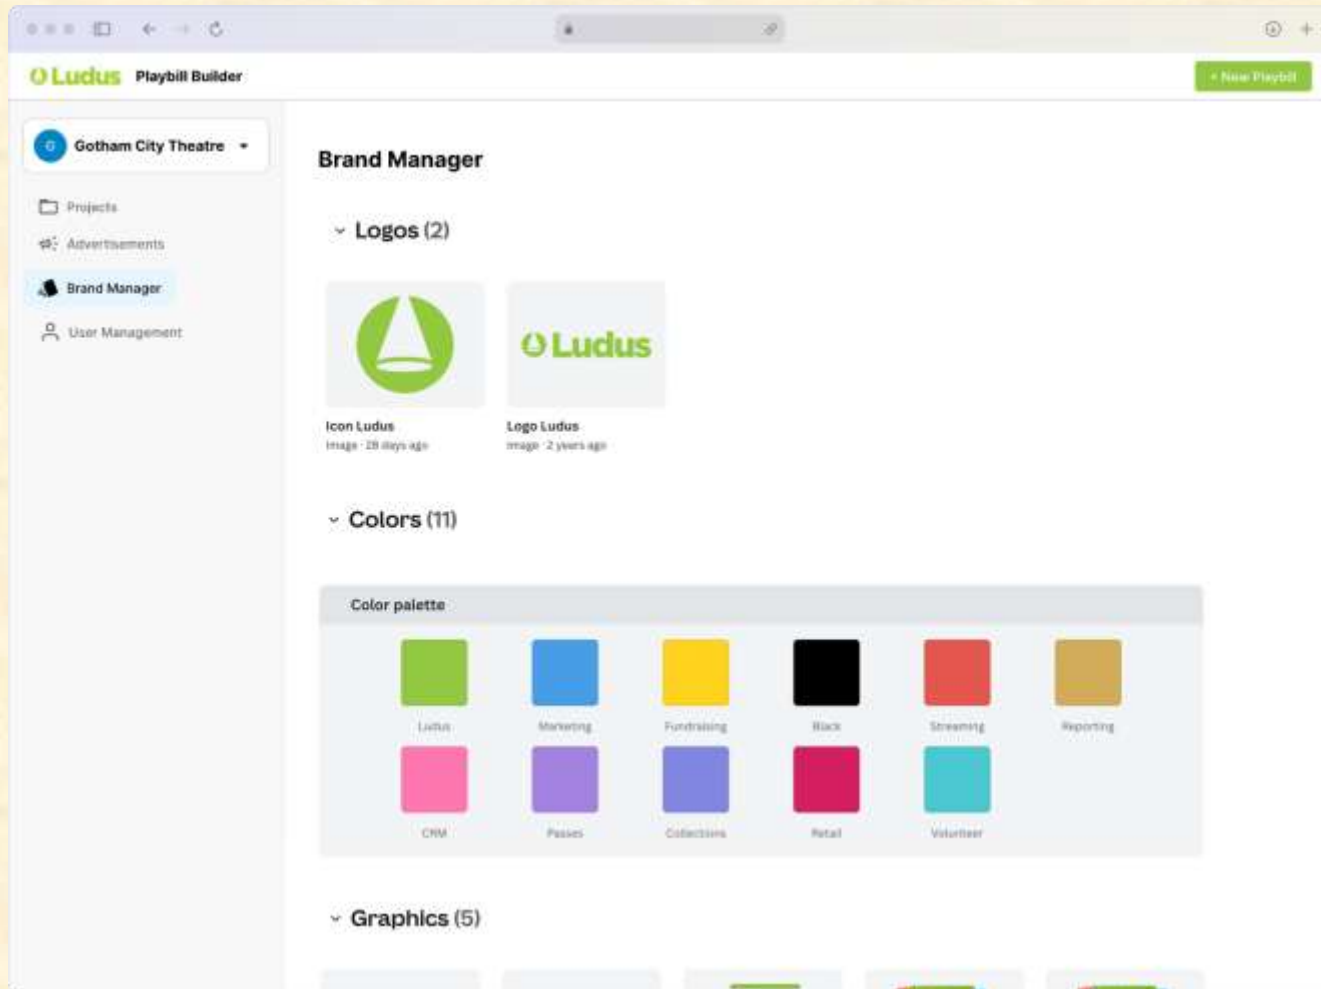 Ludus Playbill Builder
+ New Playbill
G Gotham City Theatre
Projects
Advertisements
Brand Manager
User Management
Brand Manager
Logos (2)
Ludus
Icon Ludus
Image · 28 days ago
Logo Ludus
Image · 2 years ago
Colors (11)
Color palette
Ludus
Marketing
Fundraising
Black
Streaming
Reporting
CRM
Passes
Collections
Retail
Volunteer
Graphics (5)